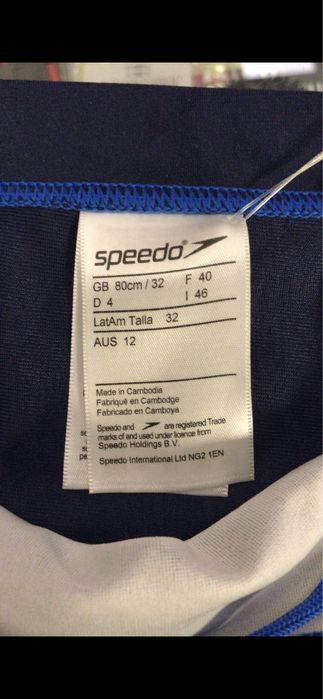 speedo
GB 80cm / 32 F 40
D 4 I 46
LatAm Talla 32
AUS 12
Made in Cambodia
Fabriqué en Cambodge
Fabricado en Camboya
Speedo and are registered Trade
marks of and used under licence from
Speedo Holdings B.V.
Speedo International Ltd NG2 1EN